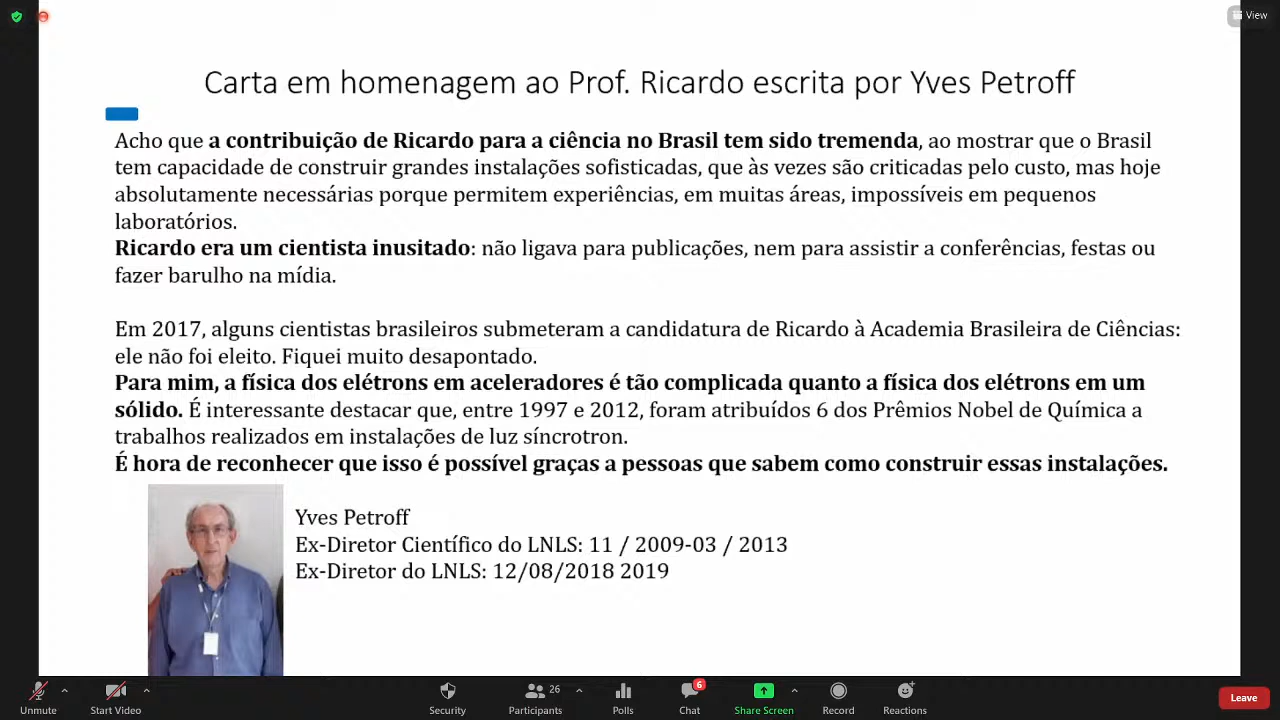 View
Carta em homenagem ao Prof. Ricardo escrita por Yves Petroff
Acho que a contribuição de Ricardo para a ciência no Brasil tem sido tremenda, ao mostrar que o Brasil
tem capacidade de construir grandes instalações sofisticadas, que às vezes são criticadas pelo custo, mas hoje
absolutamente necessárias porque permitem experiências, em muitas áreas, impossíveis em pequenos
laboratórios.
Ricardo era um cientista inusitado: não ligava para publicações, nem para assistir a conferências, festas ou
fazer barulho na mídia.
Em 2017, alguns cientistas brasileiros submeteram a candidatura de Ricardo à Academia Brasileira de Ciências:
ele não foi eleito. Fiquei muito desapontado.
Para mim, a física dos elétrons em aceleradores é tão complicada quanto a física dos elétrons em um
sólido. É interessante destacar que, entre 1997 e 2012, foram atribuídos 6 dos Prêmios Nobel de Química a
trabalhos realizados em instalações de luz síncrotron.
É hora de reconhecer que isso é possível graças a pessoas que sabem como construir essas instalações.
Yves Petroff
Ex-Diretor Científico do LNLS: 11 / 2009-03 / 2013
Ex-Diretor do LNLS: 12/08/2018 2019
Unmute
Start Video
Security
Participants 26
Polls
Chat 6
Share Screen
Record
Reactions
Leave